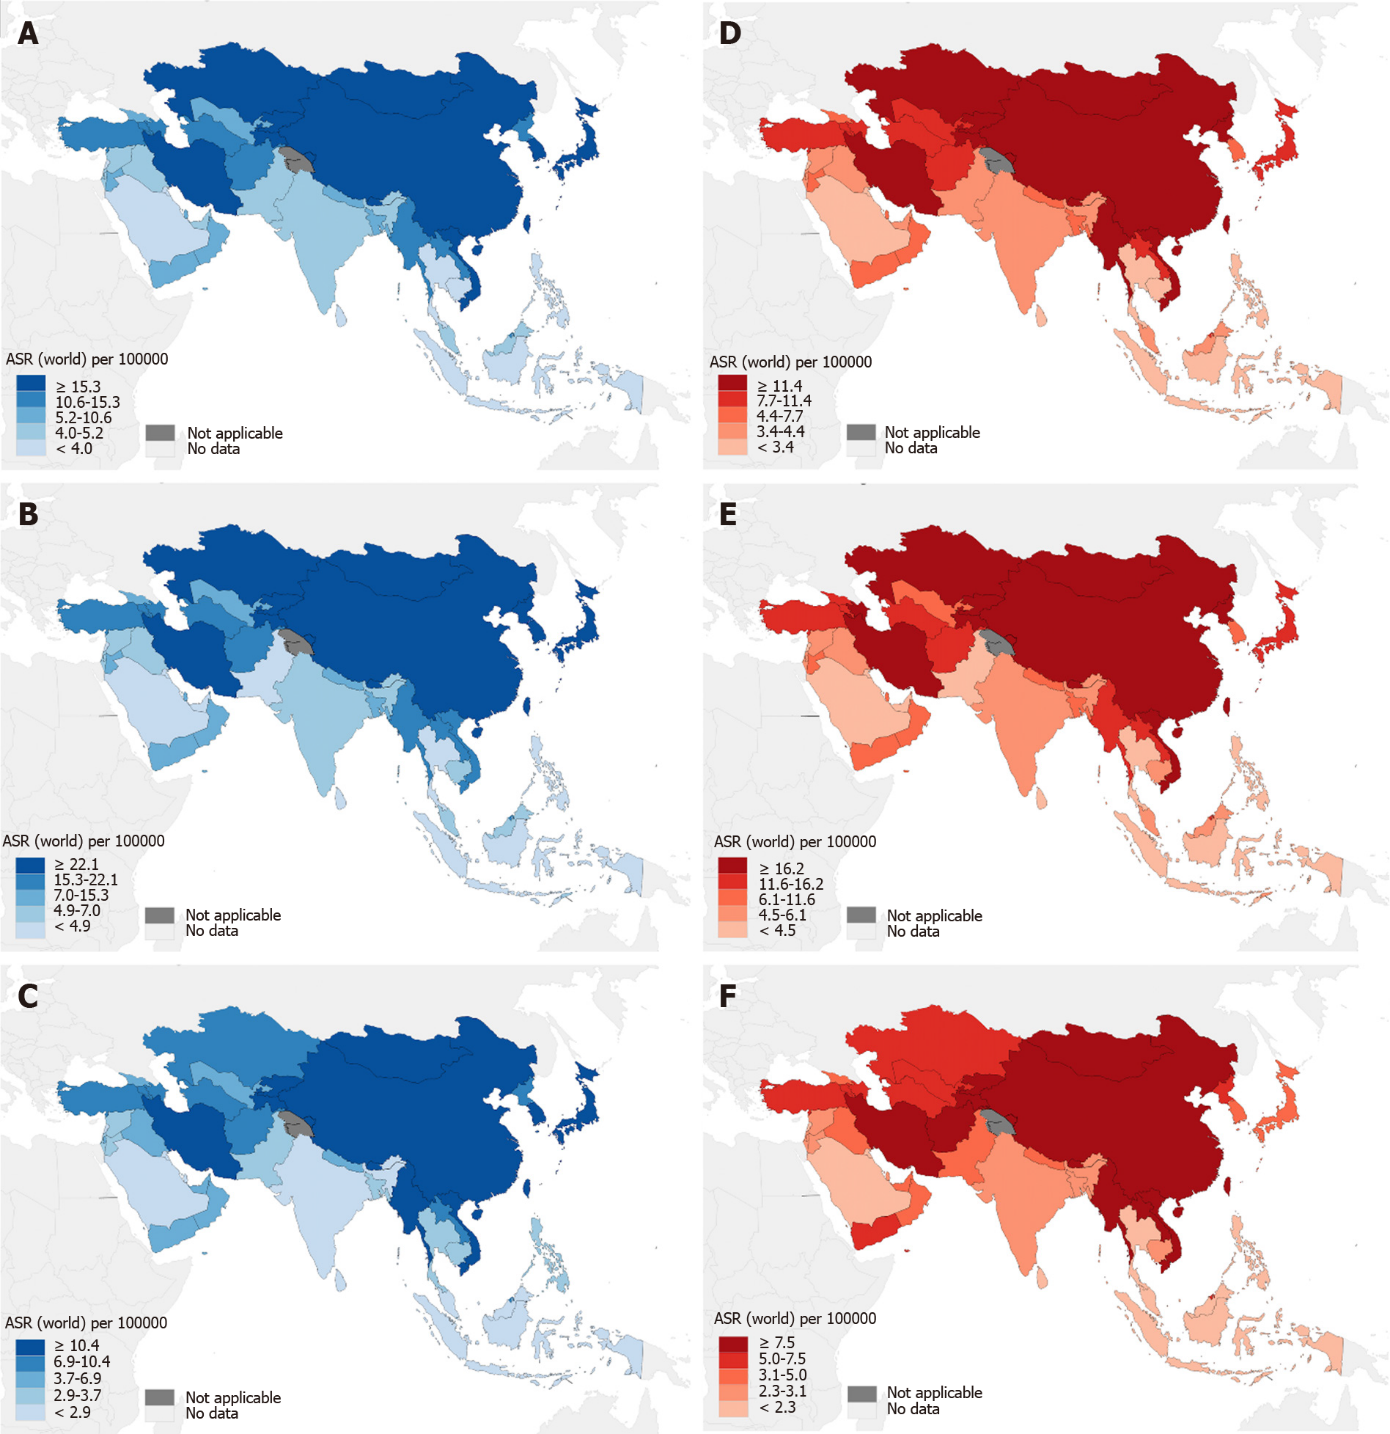 A
ASR (world) per 100000
≥ 15.3
10.6-15.3
5.2-10.6
4.0-5.2
< 4.0
Not applicable
No data
D
ASR (world) per 100000
≥ 11.4
7.7-11.4
4.4-7.7
3.4-4.4
< 3.4
Not applicable
No data
B
ASR (world) per 100000
≥ 22.1
15.3-22.1
7.0-15.3
4.9-7.0
< 4.9
Not applicable
No data
E
ASR (world) per 100000
≥ 16.2
11.6-16.2
6.1-11.6
4.5-6.1
< 4.5
Not applicable
No data
C
ASR (world) per 100000
≥ 10.4
6.9-10.4
3.7-6.9
2.9-3.7
< 2.9
Not applicable
No data
F
ASR (world) per 100000
≥ 7.5
5.0-7.5
3.1-5.0
2.3-3.1
< 2.3
Not applicable
No data